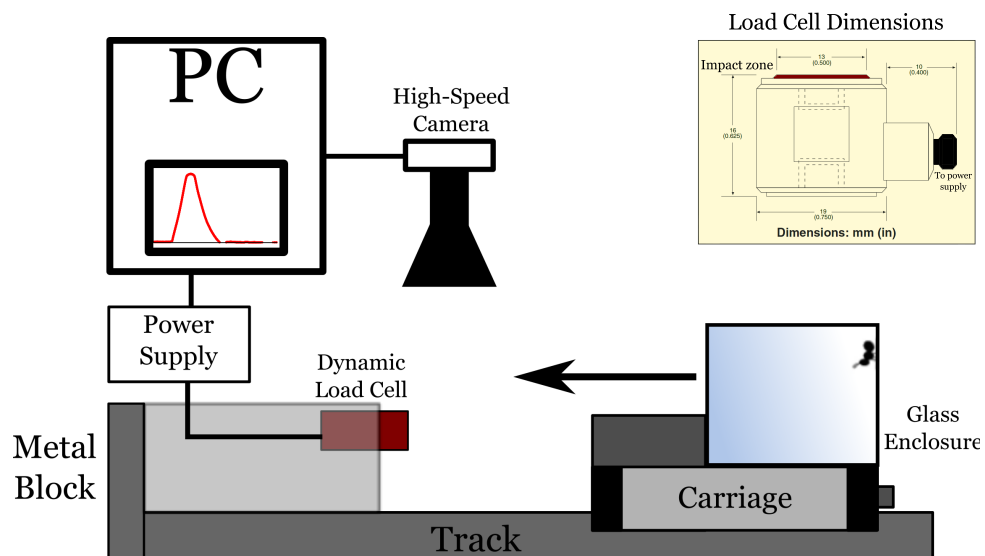 Load Cell Dimensions
PC
High-Speed
Camera
Impact zone
13
(0.500)
10
(0.400)
16
(0.625)
To power
supply
19
(0.750)
Dimensions: mm (in)
Power
Supply
Dynamic
Load Cell
Metal
Block
Glass
Enclosure
Carriage
Track